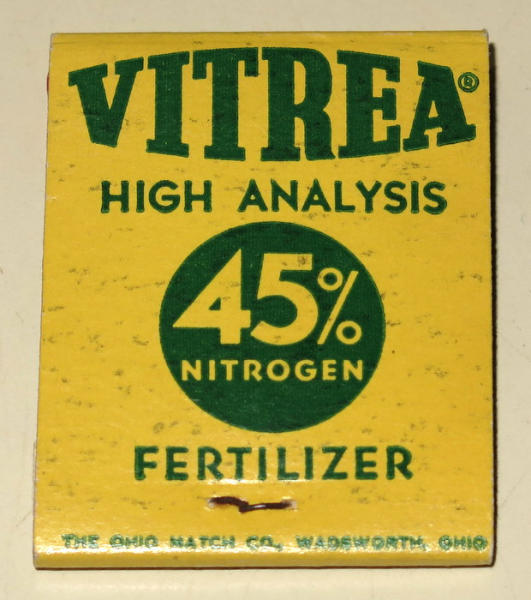 VITREA®
HIGH ANALYSIS
45%
NITROGEN
FERTILIZER
THE OHIO MATCH CO., WADSWORTH, OHIO